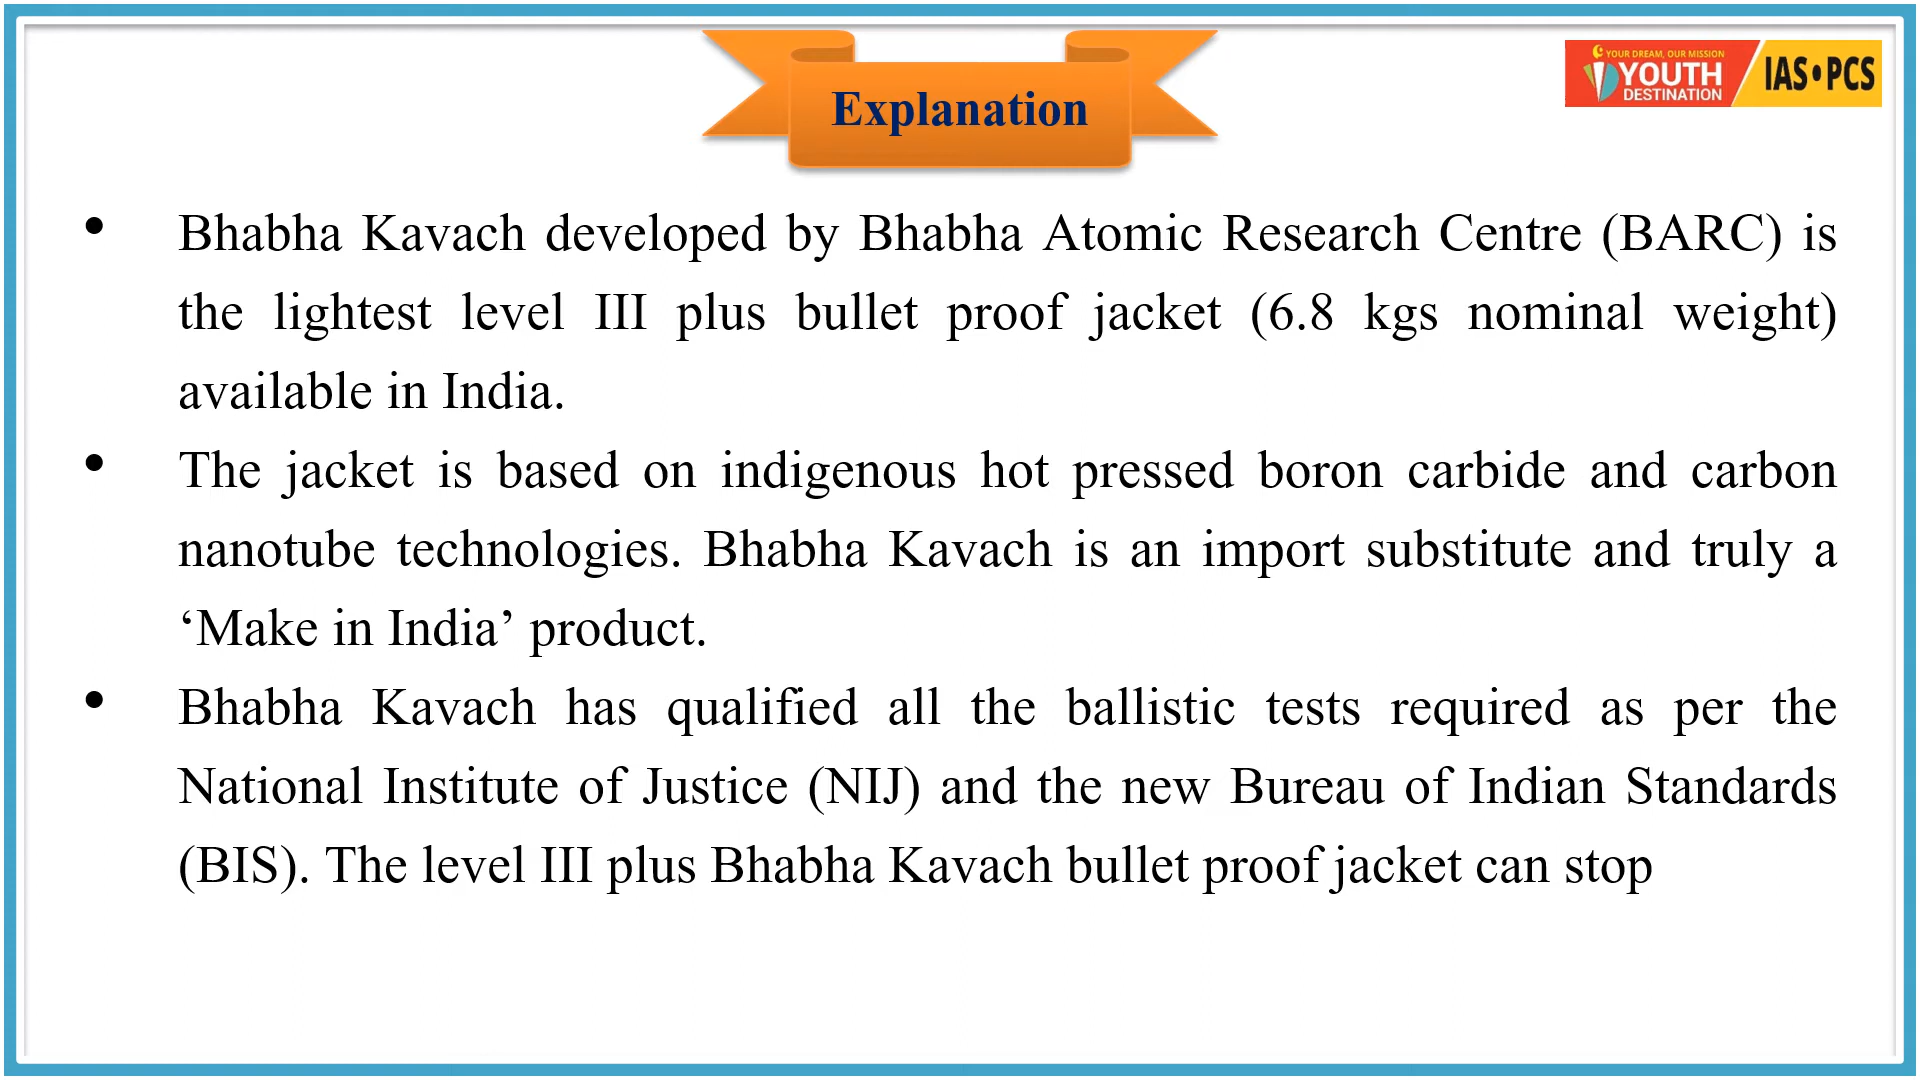 Explanation
YOUR DREAM, OUR MISSION
YOUTH
DESTINATION
IAS•PCS
• Bhabha Kavach developed by Bhabha Atomic Research Centre (BARC) is
the lightest level III plus bullet proof jacket (6.8 kgs nominal weight)
available in India.
• The jacket is based on indigenous hot pressed boron carbide and carbon
nanotube technologies. Bhabha Kavach is an import substitute and truly a
‘Make in India’ product.
• Bhabha Kavach has qualified all the ballistic tests required as per the
National Institute of Justice (NIJ) and the new Bureau of Indian Standards
(BIS). The level III plus Bhabha Kavach bullet proof jacket can stop